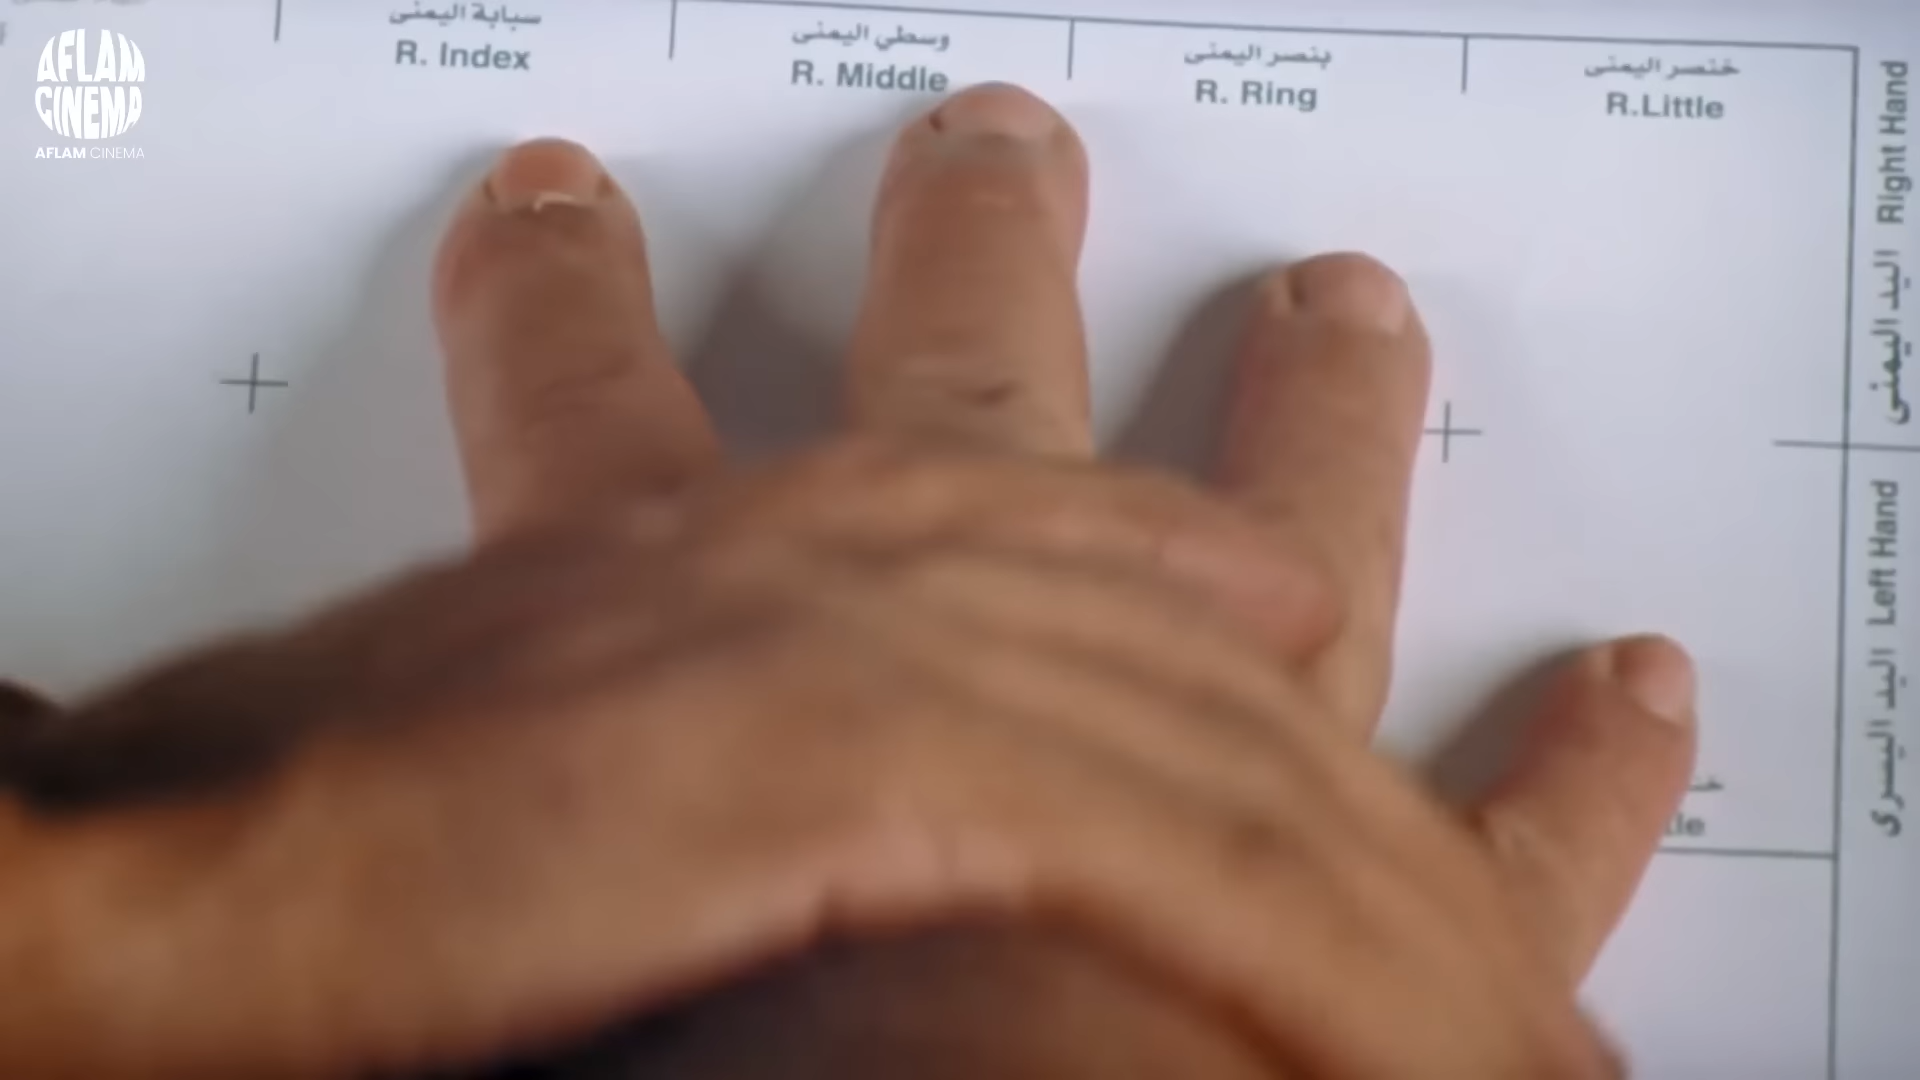 AFLAM
CINEMA
AFLAM CINEMA
سبابة اليمنى
R. Index
وسطي اليمنى
R. Middle
بنصر اليمنى
R. Ring
خنصر اليمنى
R.Little
Right Hand
اليد اليمنى
Left Hand
اليد اليسرى